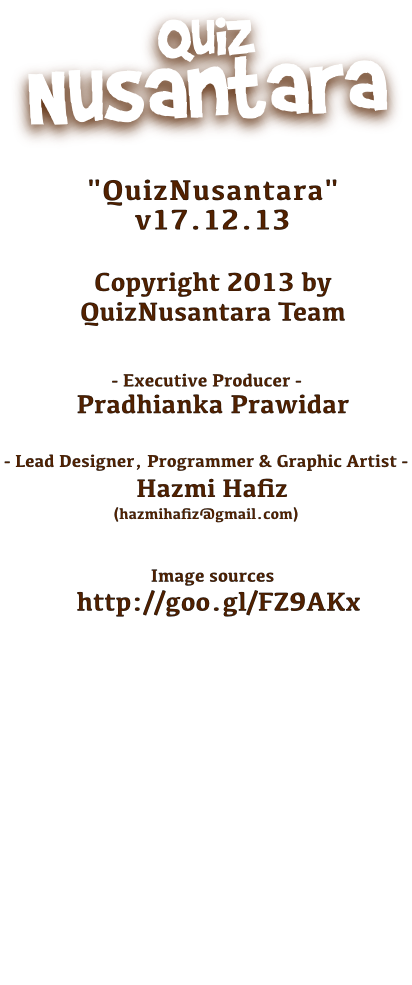 Quiz
Nusantara
"QuizNusantara"
v17.12.13
Copyright 2013 by
QuizNusantara Team
- Executive Producer -
Pradhianka Prawidar
- Lead Designer, Programmer & Graphic Artist -
Hazmi Hafiz
(hazmihafiz@gmail.com)
Image sources
http://goo.gl/FZ9AKx